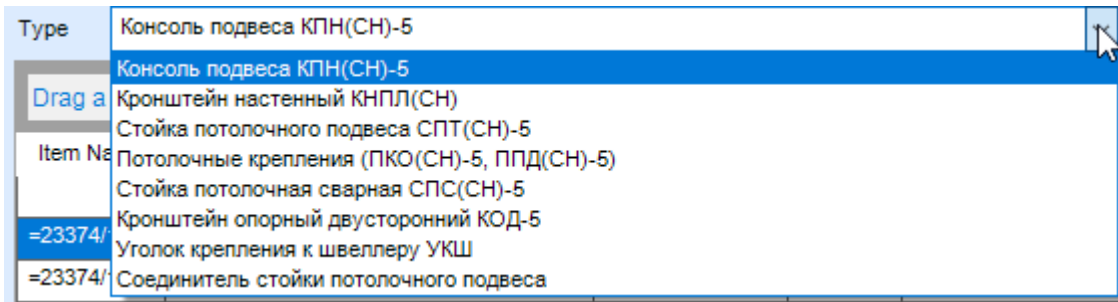 Type Консоль подвеса КПН(СН)-5
Консоль подвеса КПН(СН)-5
Drag a
Кронштейн настенный КНПЛ(СН)
Стойка потолочного подвеса СПТ(СН)-5
Item Na
Потолочные крепления (ПКО(СН)-5, ППД(СН)-5)
Стойка потолочная сварная СПС(СН)-5
Кронштейн опорный двусторонний КОД-5
=23374/
Уголок крепления к швеллеру УКШ
=23374/
Соединитель стойки потолочного подвеса